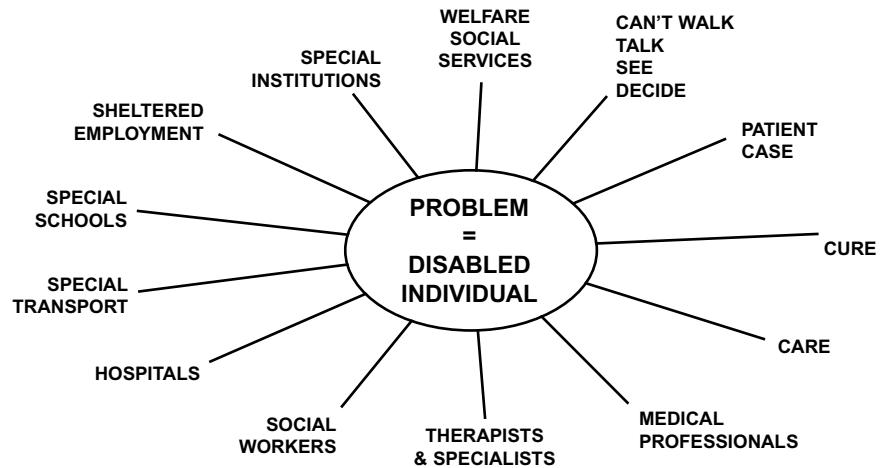 WELFARE
SOCIAL
SERVICES
CAN'T WALK
TALK
SEE
DECIDE
SPECIAL
INSTITUTIONS
SHELTERED
EMPLOYMENT
PATIENT
CASE
SPECIAL
SCHOOLS
PROBLEM
=
DISABLED
INDIVIDUAL
CURE
SPECIAL
TRANSPORT
CARE
HOSPITALS
SOCIAL
WORKERS
THERAPISTS
& SPECIALISTS
MEDICAL
PROFESSIONALS